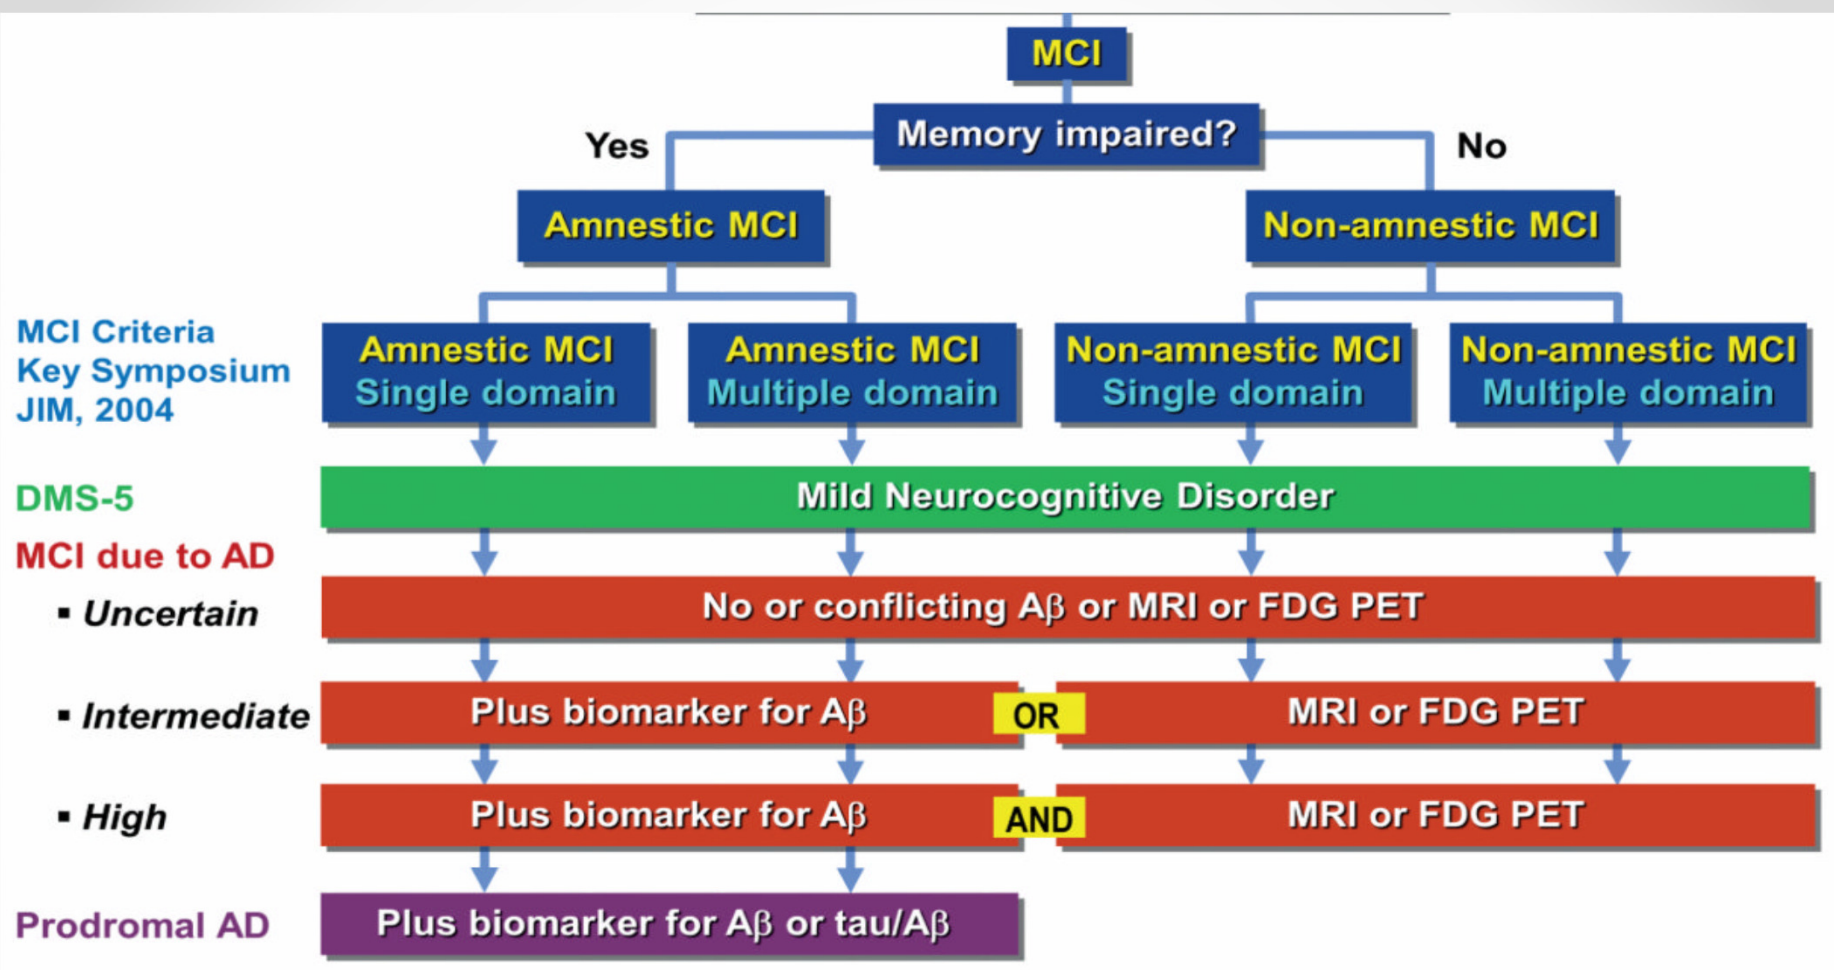 MCI
Memory impaired?
Yes
No
Amnestic MCI
Non-amnestic MCI
MCI Criteria
Key Symposium
JIM, 2004
Amnestic MCI
Single domain
Amnestic MCI
Multiple domain
Non-amnestic MCI
Single domain
Non-amnestic MCI
Multiple domain
DMS-5
Mild Neurocognitive Disorder
MCI due to AD
▪ Uncertain
No or conflicting Aβ or MRI or FDG PET
▪ Intermediate
Plus biomarker for Aβ
OR
MRI or FDG PET
▪ High
Plus biomarker for Aβ
AND
MRI or FDG PET
Prodromal AD
Plus biomarker for Aβ or tau/Aβ